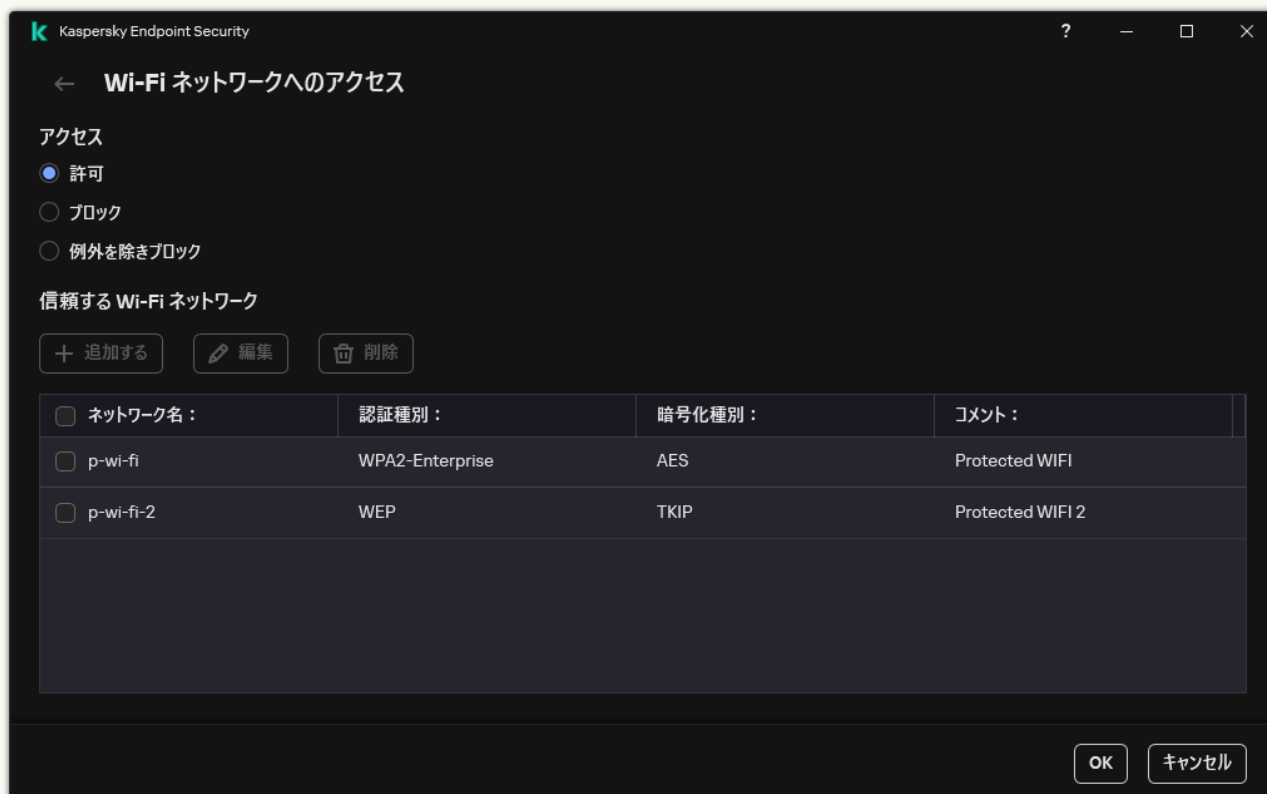 Kaspersky Endpoint Security
Wi-Fi ネットワークへのアクセス
アクセス
許可
ブロック
例外を除きブロック
信頼する Wi-Fi ネットワーク
追加する 編集 削除
ネットワーク名： 認証種別： 暗号化種別： コメント：
p-wi-fi WPA2-Enterprise AES Protected WIFI
p-wi-fi-2 WEP TKIP Protected WIFI 2
OK キャンセル